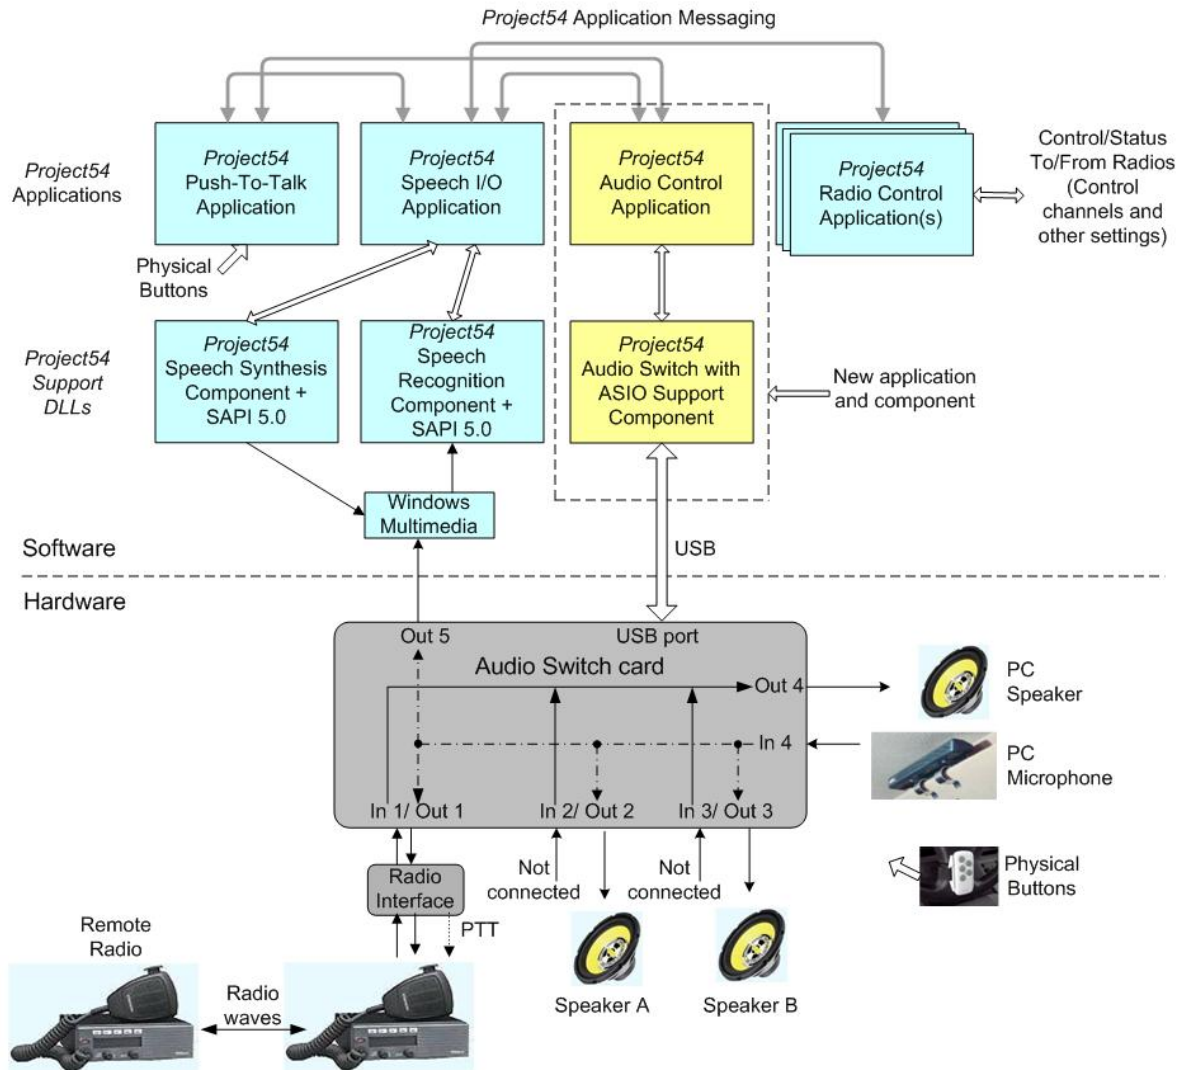 Project54 Application Messaging
Project54
Applications
Project54
Push-To-Talk
Application
Project54
Speech I/O
Application
Project54
Audio Control
Application
Project54
Radio Control
Application(s)
Control/Status
To/From Radios
(Control
channels and
other settings)
Physical
Buttons
Project54
Support
DLLs
Project54
Speech Synthesis
Component +
SAPI 5.0
Project54
Speech
Recognition
Component +
SAPI 5.0
Project54
Audio Switch with
ASIO Support
Component
New application
and component
Windows
Multimedia
Software
USB
Hardware
Out 5
USB port
Audio Switch card
Out 4
PC
Speaker
In 4
PC
Microphone
In 1/ Out 1
In 2/ Out 2
In 3/ Out 3
Not
connected
Not
connected
Physical
Buttons
Radio
Interface
PTT
Remote
Radio
Radio
waves
Speaker A
Speaker B